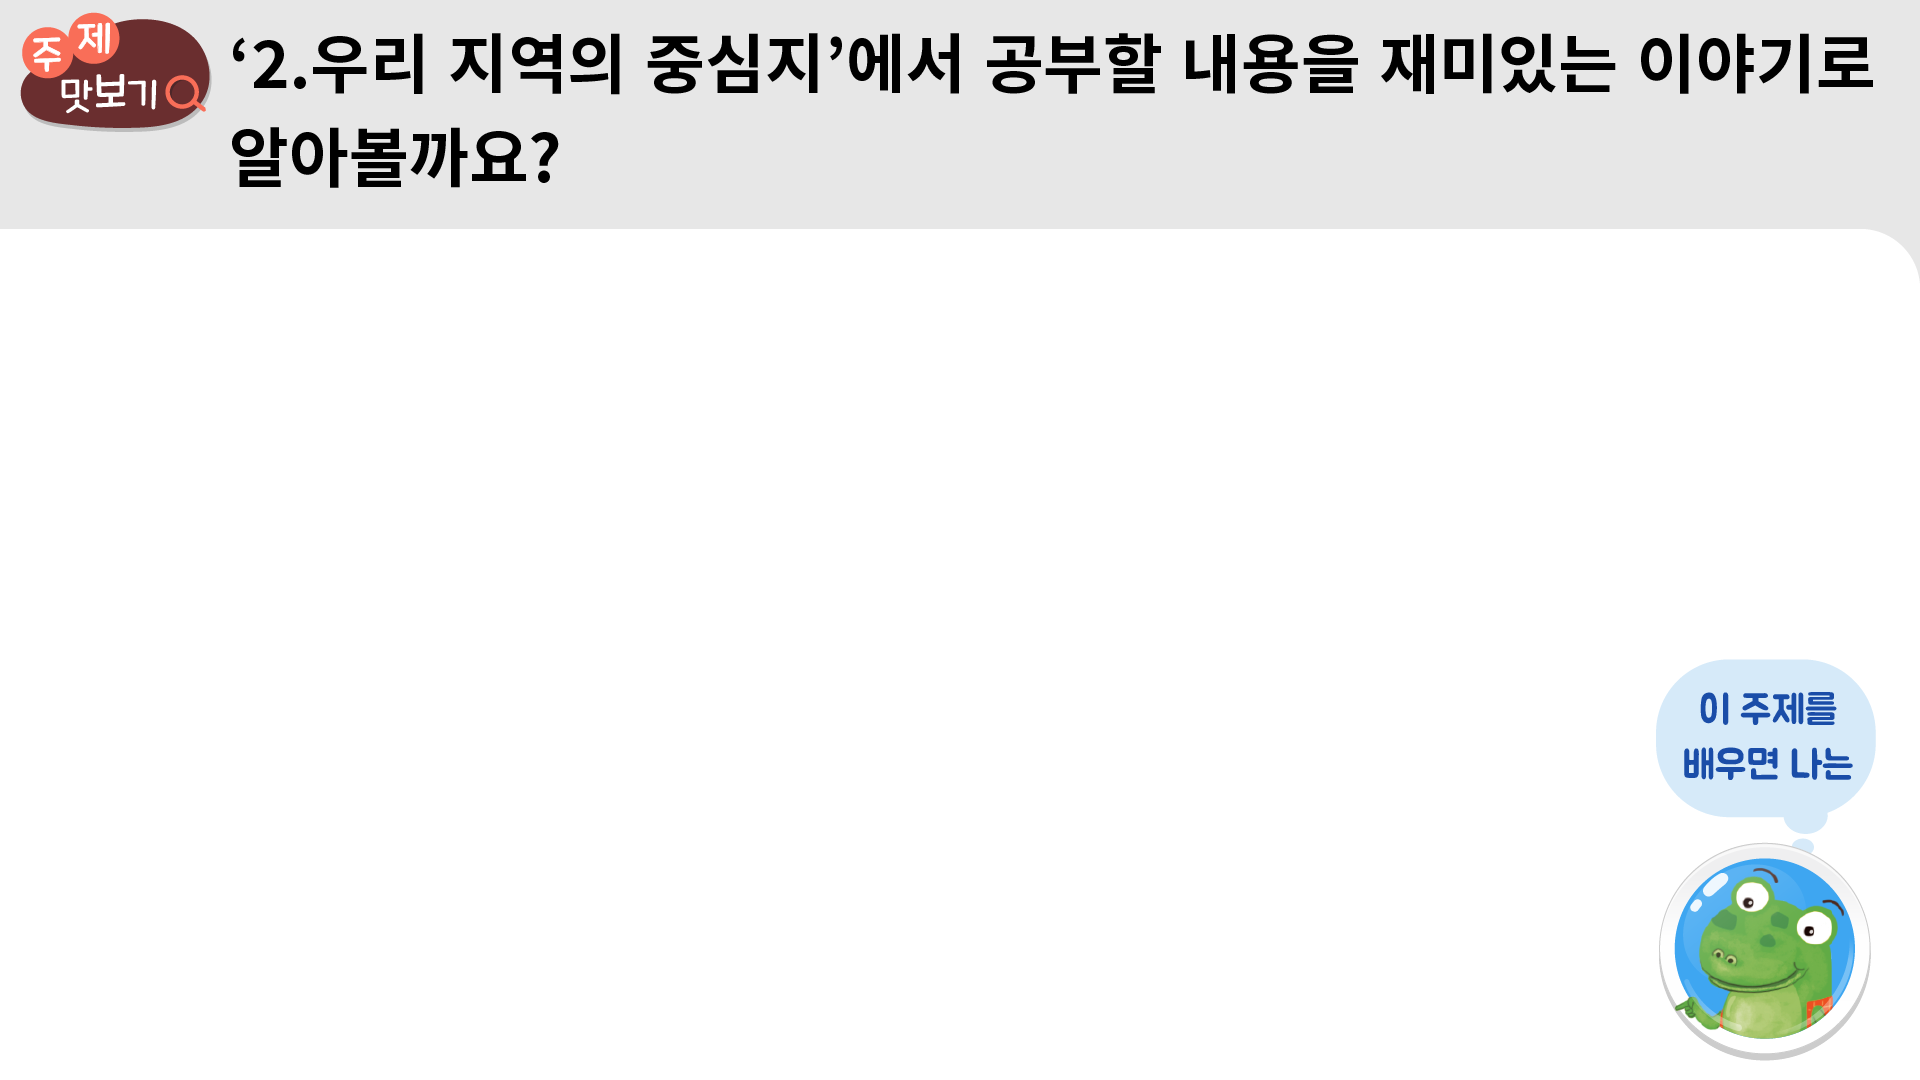 주제
맛보기
‘2.우리 지역의 중심지’에서 공부할 내용을 재미있는 이야기로
알아볼까요?
이 주제를
배우면 나는